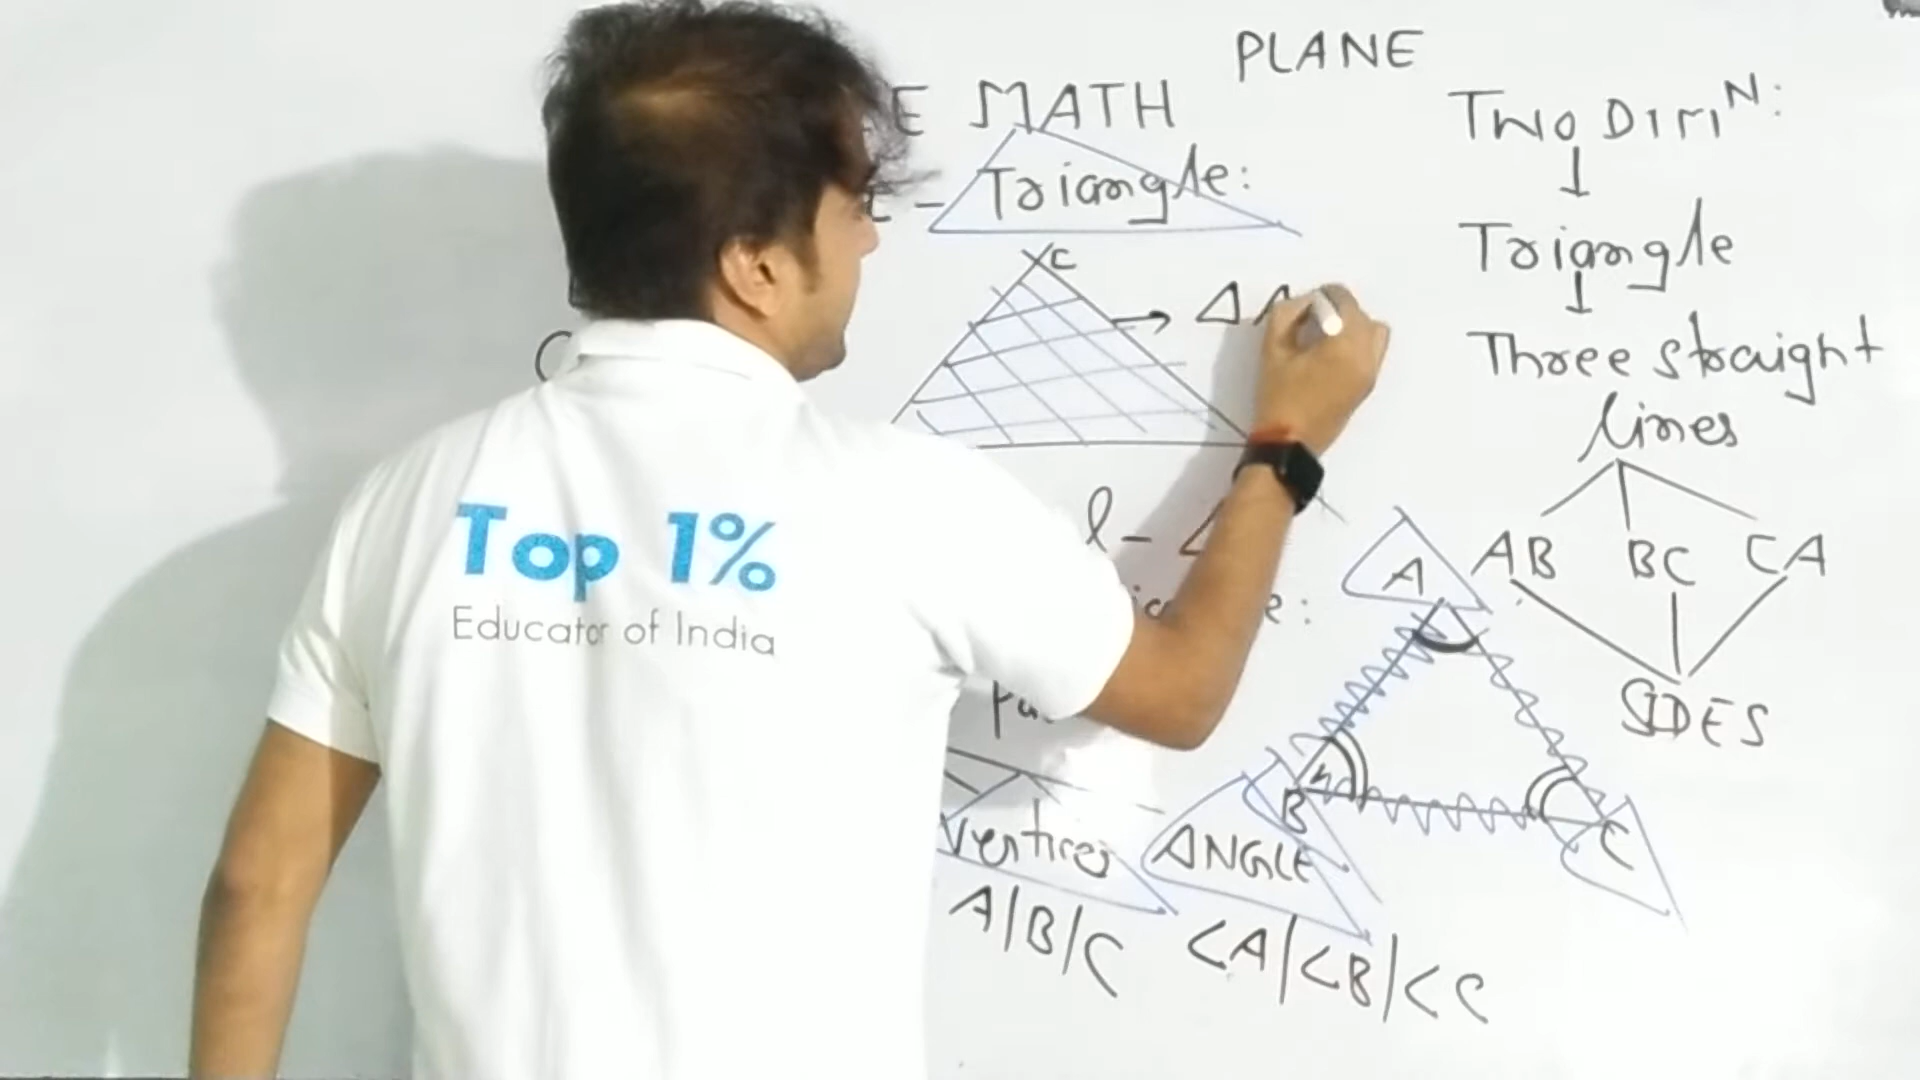 PLANE
MATH
Triangle:
C
Top 1%
Educator of India
Vertices
A|B|C
ANGLE
<A|<B|<C
TWO DIMN:
Triangle
Three straight
lines
AB BC CA
SIDES
A
B
C